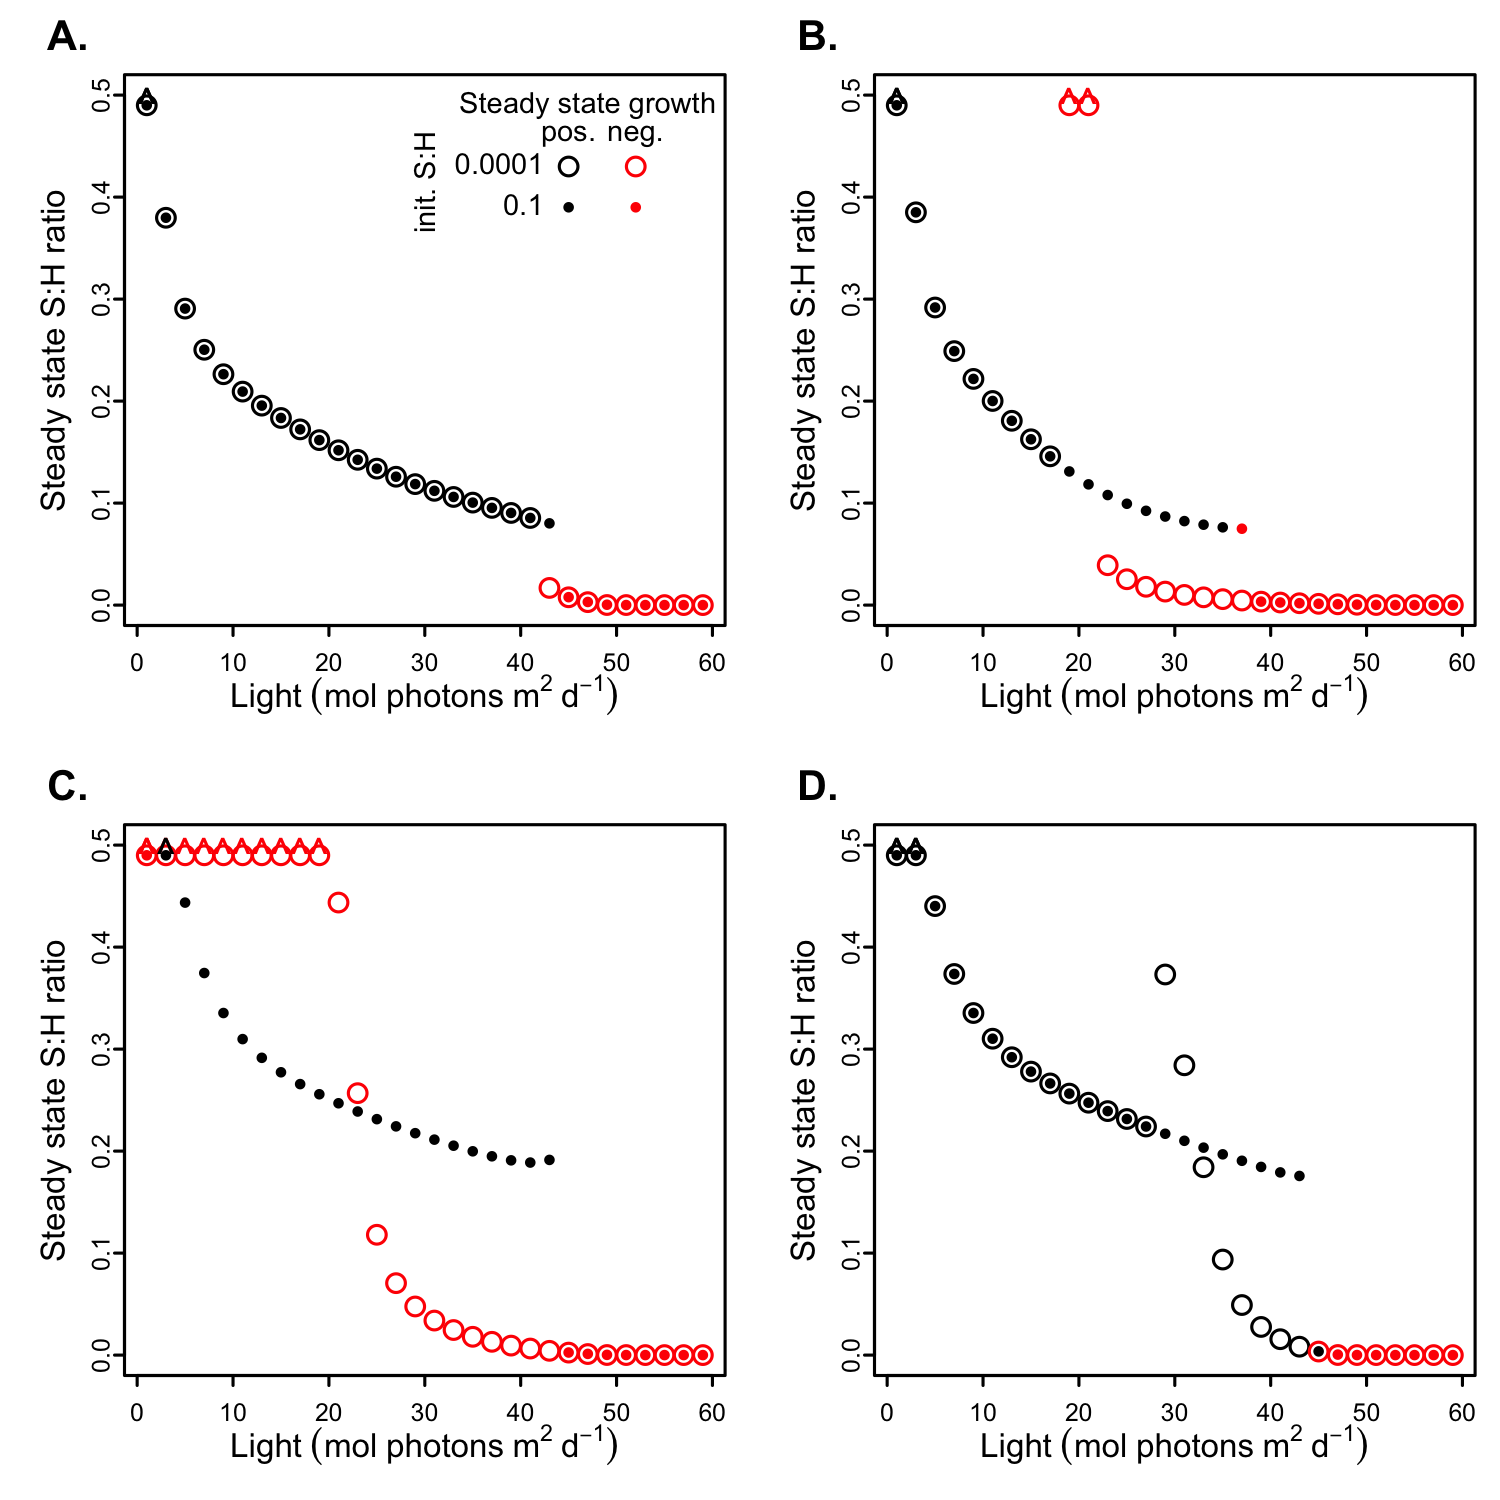 A.
Steady state S:H ratio
0.5
0.4
0.3
0.2
0.1
0.0
Steady state growth
pos. neg.
init. S:H
0.0001
0.1
0 10 20 30 40 50 60
Light (mol photons m² d⁻¹)
B.
Steady state S:H ratio
0.5
0.4
0.3
0.2
0.1
0.0
0 10 20 30 40 50 60
Light (mol photons m² d⁻¹)
C.
Steady state S:H ratio
0.5
0.4
0.3
0.2
0.1
0.0
0 10 20 30 40 50 60
Light (mol photons m² d⁻¹)
D.
Steady state S:H ratio
0.5
0.4
0.3
0.2
0.1
0.0
0 10 20 30 40 50 60
Light (mol photons m² d⁻¹)